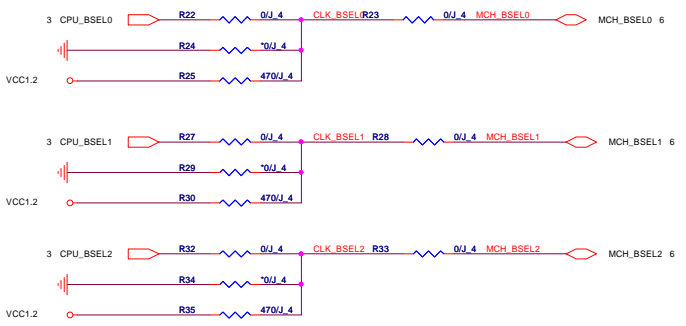 3 CPU_BSEL0 R22 0/J_4 CLK_BSEL0 R23 0/J_4 MCH_BSEL0 MCH_BSEL0 6
R24 *0/J_4
VCC1.2 R25 470/J_4
3 CPU_BSEL1 R27 0/J_4 CLK_BSEL1 R28 0/J_4 MCH_BSEL1 MCH_BSEL1 6
R29 *0/J_4
VCC1.2 R30 470/J_4
3 CPU_BSEL2 R32 0/J_4 CLK_BSEL2 R33 0/J_4 MCH_BSEL2 MCH_BSEL2 6
R34 *0/J_4
VCC1.2 R35 470/J_4